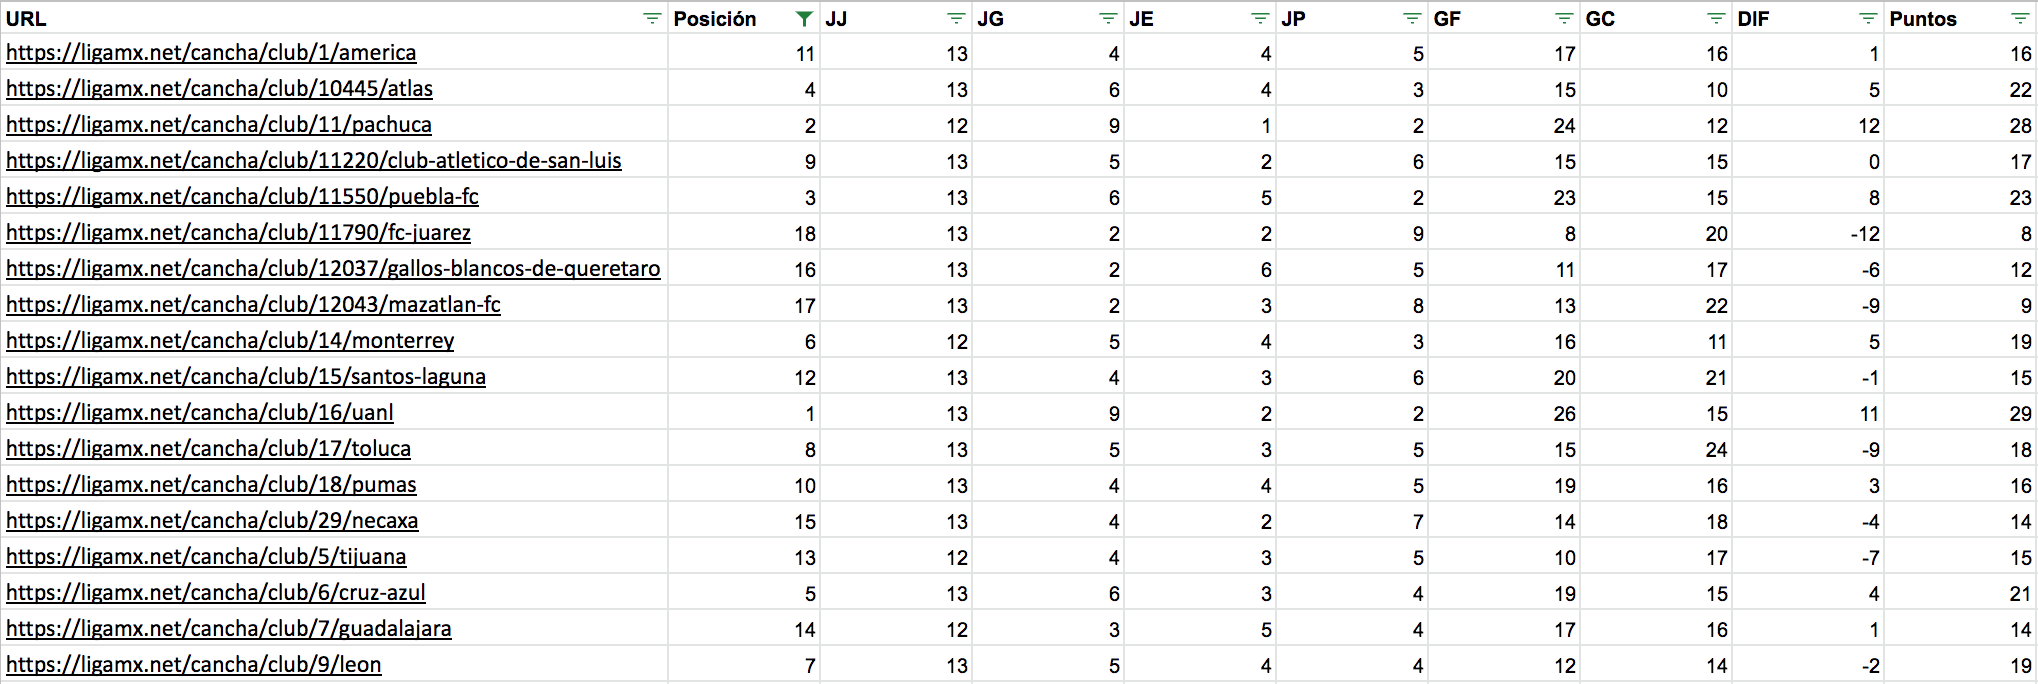 URL Posición JJ JG JE JP GF GC DIF Puntos
https://ligamx.net/cancha/club/1/america 11 13 4 4 5 17 16 1 16
https://ligamx.net/cancha/club/10445/atlas 4 13 6 4 3 15 10 5 22
https://ligamx.net/cancha/club/11/pachuca 2 12 9 1 2 24 12 12 28
https://ligamx.net/cancha/club/11220/club-atletico-de-san-luis 9 13 5 2 6 15 15 0 17
https://ligamx.net/cancha/club/11550/puebla-fc 3 13 6 5 2 23 15 8 23
https://ligamx.net/cancha/club/11790/fc-juarez 18 13 2 2 9 8 20 -12 8
https://ligamx.net/cancha/club/12037/gallos-blancos-de-queretaro 16 13 2 6 5 11 17 -6 12
https://ligamx.net/cancha/club/12043/mazatlan-fc 17 13 2 3 8 13 22 -9 9
https://ligamx.net/cancha/club/14/monterrey 6 12 5 4 3 16 11 5 19
https://ligamx.net/cancha/club/15/santos-laguna 12 13 4 3 6 20 21 -1 15
https://ligamx.net/cancha/club/16/uanl 1 13 9 2 2 26 15 11 29
https://ligamx.net/cancha/club/17/toluca 8 13 5 3 5 15 24 -9 18
https://ligamx.net/cancha/club/18/pumas 10 13 4 4 5 19 16 3 16
https://ligamx.net/cancha/club/29/necaxa 15 13 4 2 7 14 18 -4 14
https://ligamx.net/cancha/club/5/tijuana 13 12 4 3 5 10 17 -7 15
https://ligamx.net/cancha/club/6/cruz-azul 5 13 6 3 4 19 15 4 21
https://ligamx.net/cancha/club/7/guadalajara 14 12 3 5 4 17 16 1 14
https://ligamx.net/cancha/club/9/leon 7 13 5 4 4 12 14 -2 19